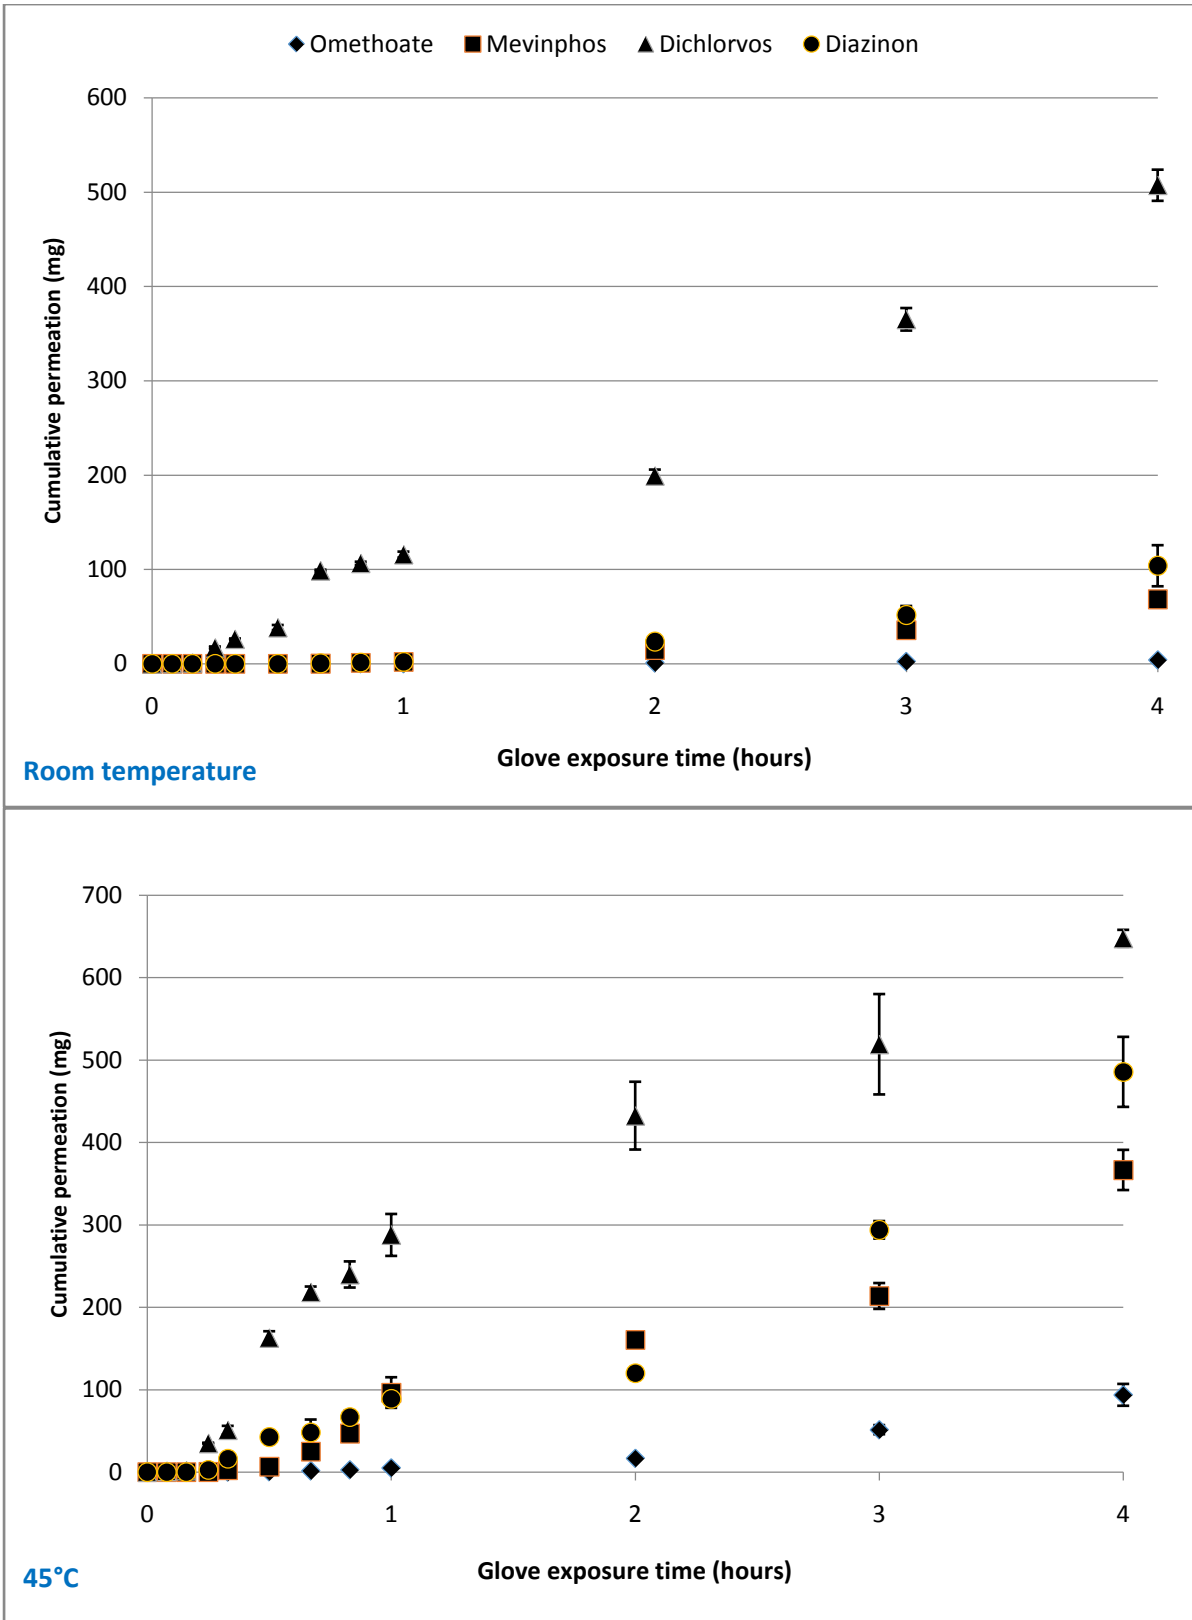 Omethoate Mevinphos Dichlorvos Diazinon
600
500
400
300
200
100
0
Cumulative permeation (mg)
0 1 2 3 4
Glove exposure time (hours)
Room temperature
700
600
500
400
300
200
100
0
Cumulative permeation (mg)
0 1 2 3 4
Glove exposure time (hours)
45°C